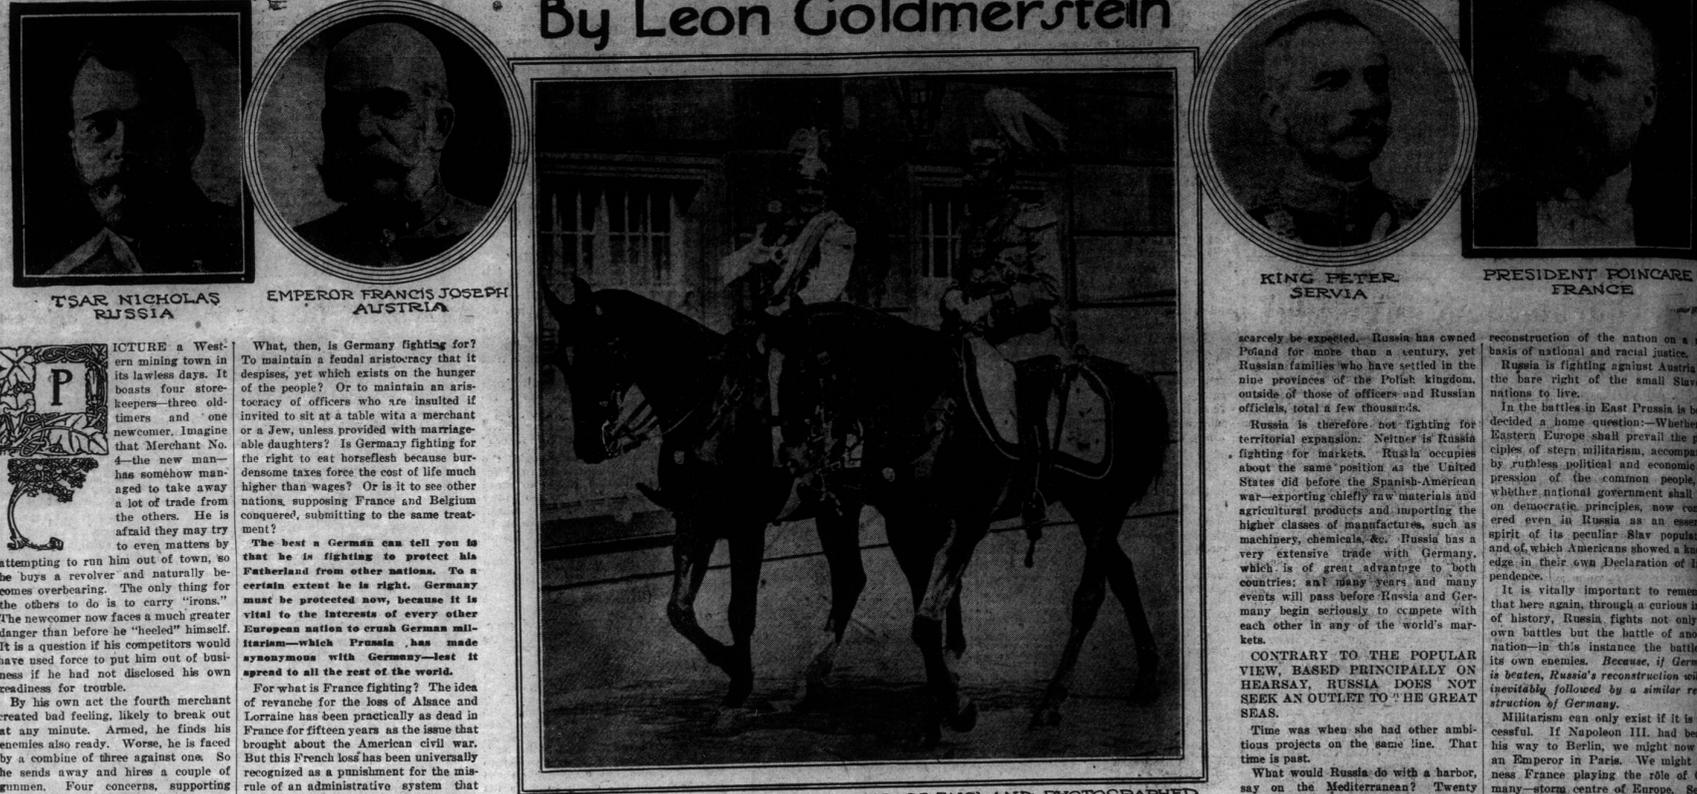 By Leon Goldmerstein
TSAR NICHOLAS
RUSSIA
EMPEROR FRANCIS JOSEPH
AUSTRIA
KING PETER
SERVIA
PRESIDENT POINCARE
FRANCE
PICTURE a West-
ern mining town in
its lawless days. It
boasts four store-
keepers—three old-
timers and one
newcomer. Imagine
that Merchant No.
4—the new man—
has somehow man-
aged to take away
a lot of trade from
the others. He is
afraid they may try
to even matters by
attempting to run him out of town, so
he buys a revolver and naturally be-
comes overbearing. The only thing for
the others to do is to carry "irons."
The newcomer now faces a much greater
danger than before he "heeled" himself.
It is a question if his competitors would
have used force to put him out of busi-
ness if he had not disclosed his own
readiness for trouble.
By his own act the fourth merchant
created bad feeling, likely to break out
at any minute. Armed, he finds his
enemies also ready. Worse, he is faced
by a combine of three against one. So
he sends away and hires a couple of
gunmen. Four concerns, supporting
What, then, is Germany fighting for?
To maintain a feudal aristocracy that it
despises, yet which exists on the hunger
of the people? Or to maintain an aris-
tocracy of officers who are insulted if
invited to sit at a table with a merchant
or a Jew, unless provided with marriage-
able daughters? Is Germany fighting for
the right to eat horseflesh because bur-
densome taxes force the cost of life much
higher than wages? Or is it to see other
nations, supposing France and Belgium
conquered, submitting to the same treat-
ment?
The best a German can tell you is
that he is fighting to protect his
Fatherland from other nations. To a
certain extent he is right. Germany
must be protected now, because it is
vital to the interests of every other
European nation to crush German mil-
itarism—which Prussia has made
synonymous with Germany—lest it
spread to all the rest of the world.
For what is France fighting? The idea
of revanche for the loss of Alsace and
Lorraine has been practically as dead in
France for fifteen years as the issue that
brought about the American civil war.
But this French loss has been universally
recognized as a punishment for the mis-
rule of an administrative system that
AND PHOTOGRAPHED
scarcely be expected. Russia has owned
Poland for more than a century, yet
Russian families who have settled in the
nine provinces of the Polish kingdom,
outside of those of officers and Russian
officials, total a few thousands.
Russia is therefore not fighting for
territorial expansion. Neither is Russia
fighting for markets. Russia occupies
about the same position as the United
States did before the Spanish-American
war—exporting chiefly raw materials and
agricultural products and importing the
higher classes of manufactures, such as
machinery, chemicals, &c. Russia has a
very extensive trade with Germany,
which is of great advantage to both
countries; and many years and many
events will pass before Russia and Ger-
many begin seriously to compete with
each other in any of the world's mar-
kets.
CONTRARY TO THE POPULAR
VIEW, BASED PRINCIPALLY ON
HEARSAY, RUSSIA DOES NOT
SEEK AN OUTLET TO THE GREAT
SEAS.
Time was when she had other ambi-
tious projects on the same line. That
time is past.
What would Russia do with a harbor,
say on the Mediterranean? Twenty
reconstruction of the nation on a
basis of national and racial justice.
Russia is fighting against Austria
the bare right of the small Slav
nations to live.
In the battles in East Prussia is b
decided a home question:—Whether
Eastern Europe shall prevail the p
ciples of stern militarism, accompa
by ruthless political and economic
pression of the common people,
whether national government shall
on democratic principles, now con
ered even in Russia as an esse
spirit of its peculiar Slav popula
and of which Americans showed a kn
edge in their own Declaration of I
pendence.
It is vitally important to remem
that here again, through a curious i
of history, Russia fights not only
own battles but the battle of ano
nation—in this instance the battle
its own enemies. Because, if Germ
is beaten, Russia's reconstruction wil
inevitably followed by a similar re
struction of Germany.
Militarism can only exist if it is
cessful. If Napoleon III. had be
his way to Berlin, we might now
an Emperor in Paris. We might
ness France playing the rôle of
many—storm centre of Europe. S